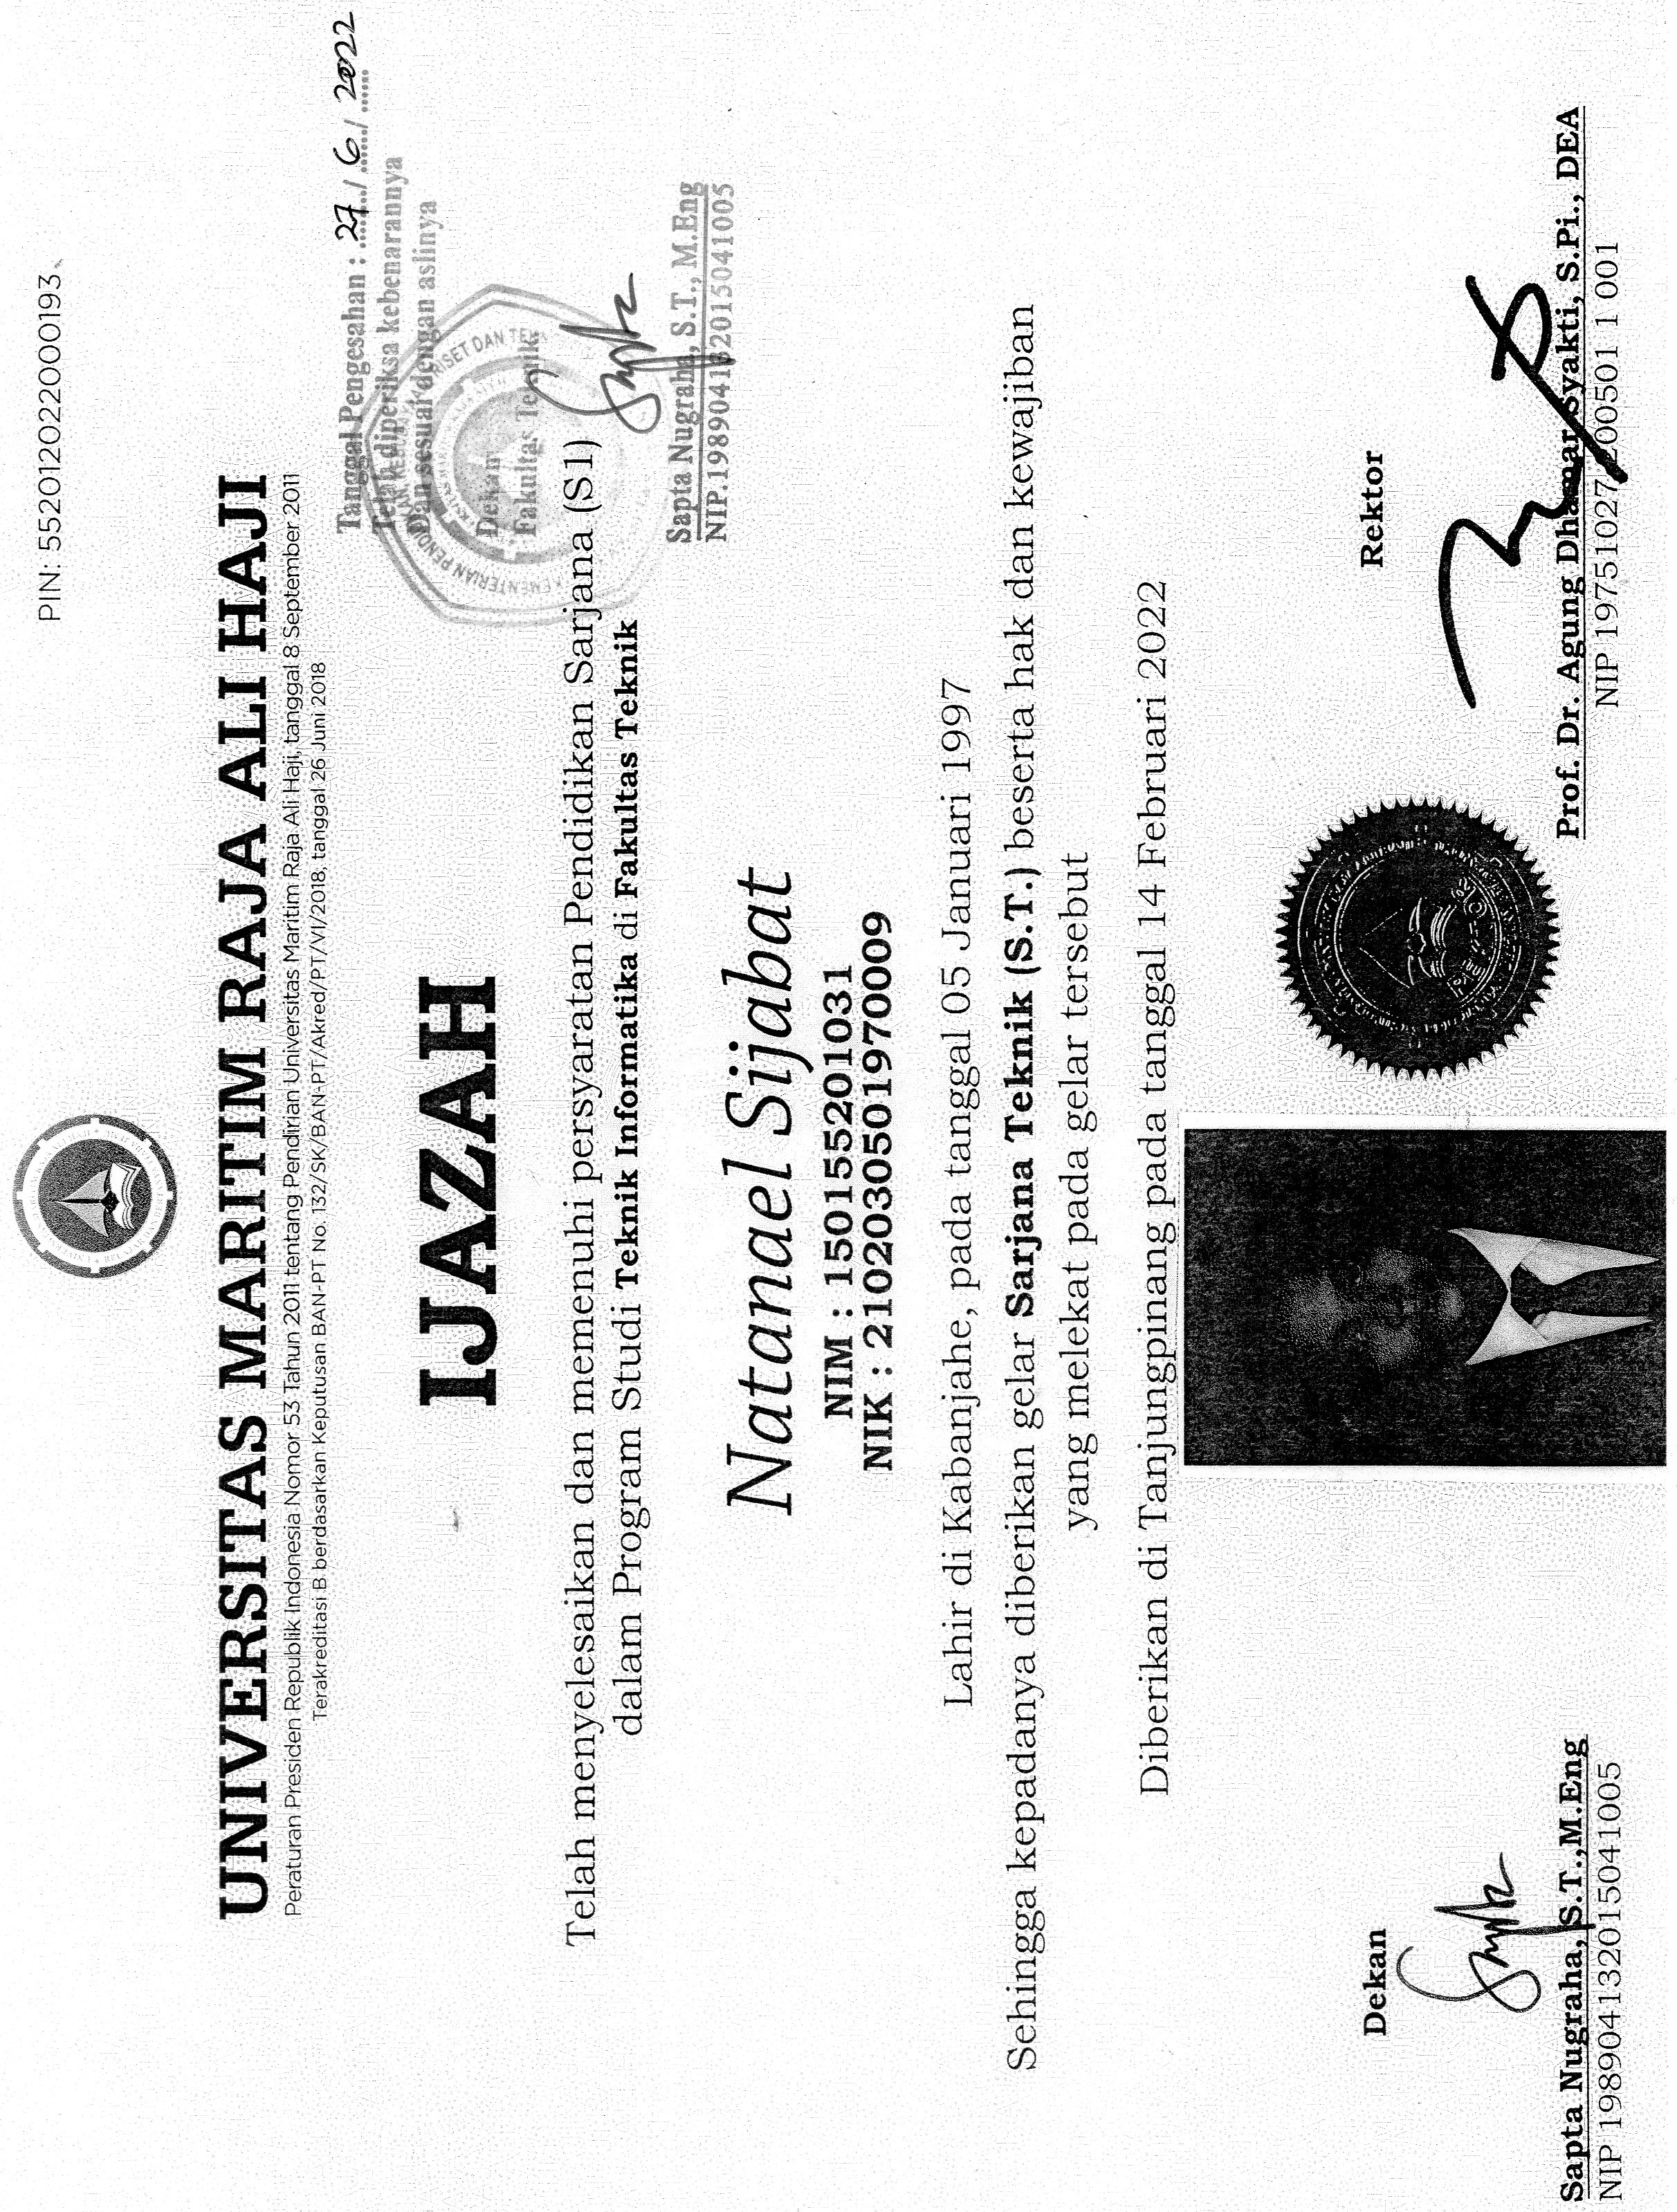 PIN: 552012022000193
UNIVERSITAS MARITIM RAJA ALI HAJI
Peraturan Presiden Republik Indonesia Nomor 53 Tahun 2011 tentang Pendirian Universitas Maritim Raja Ali Haji, tanggal 8 September 2011
Terakreditasi B berdasarkan Keputusan BAN-PT No. 132/SK/BAN-PT/Akred/PT/VI/2018, tanggal 26 Juni 2018
Tanggal Pengesahan : 27 / 6 / 2022
Telah diperiksa kebenarannya
Dan sesuai dengan aslinya
Dekan
Fakultas Teknik
Sapta Nugraha, S.T., M.Eng
NIP.198904132015041005
IJAZAH
Telah menyelesaikan dan memenuhi persyaratan Pendidikan Sarjana (S1)
dalam Program Studi Teknik Informatika di Fakultas Teknik
Natanael Sijabat
NIM : 150155201031
NIK : 2102030501970009
Lahir di Kabanjahe, pada tanggal 05 Januari 1997
Sehingga kepadanya diberikan gelar Sarjana Teknik (S.T.) beserta hak dan kewajiban
yang melekat pada gelar tersebut
Diberikan di Tanjungpinang pada tanggal 14 Februari 2022
Dekan
Sapta Nugraha, S.T.,M.Eng
NIP 198904132015041005
REKTOR
Rektor
Prof. Dr. Agung Dhamar Syakti, S.Pi., DEA
NIP 19751027 200501 1 001